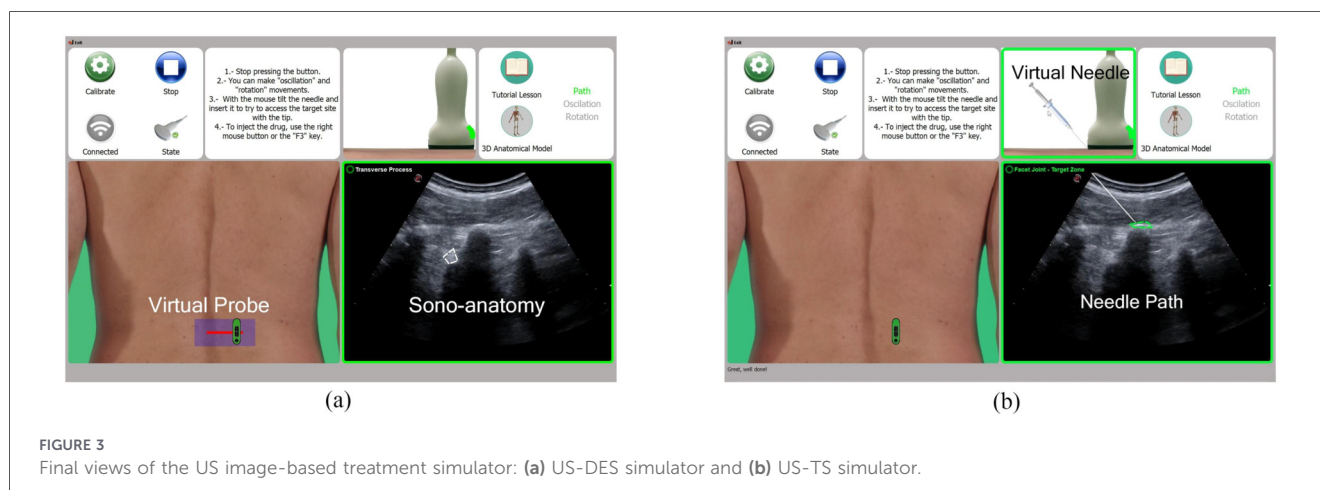 Exit
Calibrate
Stop
Connected
State
1.- Stop pressing the button.
2.- You can make "oscillation" and
"rotation" movements.
3.- With the mouse tilt the needle and
insert it to try to access the target site
with the tip.
4.- To inject the drug, use the right
mouse button or the "F3" key.
Tutorial Lesson
3D Anatomical Model
Path
Oscilation
Rotation
Virtual Probe
Transverse Process
Sono-anatomy
(a)
Exit
Calibrate
Stop
Connected
State
1.- Stop pressing the button.
2.- You can make "oscillation" and
"rotation" movements.
3.- With the mouse tilt the needle and
insert it to try to access the target site
with the tip.
4.- To inject the drug, use the right
mouse button or the "F3" key.
Virtual Needle
Tutorial Lesson
3D Anatomical Model
Path
Oscilation
Rotation
Facet Joint - Target Zone
Needle Path
Great, well done!
(b)
FIGURE 3
Final views of the US image-based treatment simulator: (a) US-DES simulator and (b) US-TS simulator.